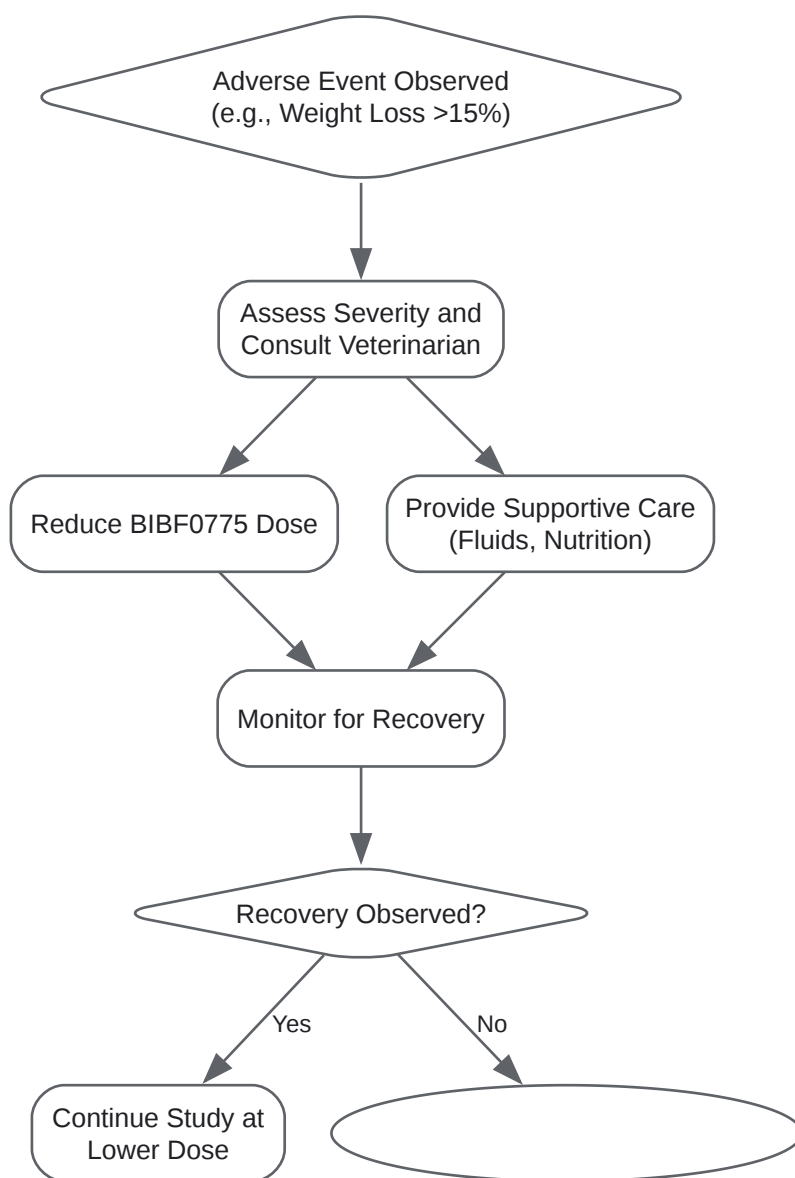 Adverse Event Observed
(e.g., Weight Loss >15%)
Assess Severity and
Consult Veterinarian
Reduce BIBF0775 Dose
Provide Supportive Care
(Fluids, Nutrition)
Monitor for Recovery
Recovery Observed?
Yes
No
Continue Study at
Lower Dose